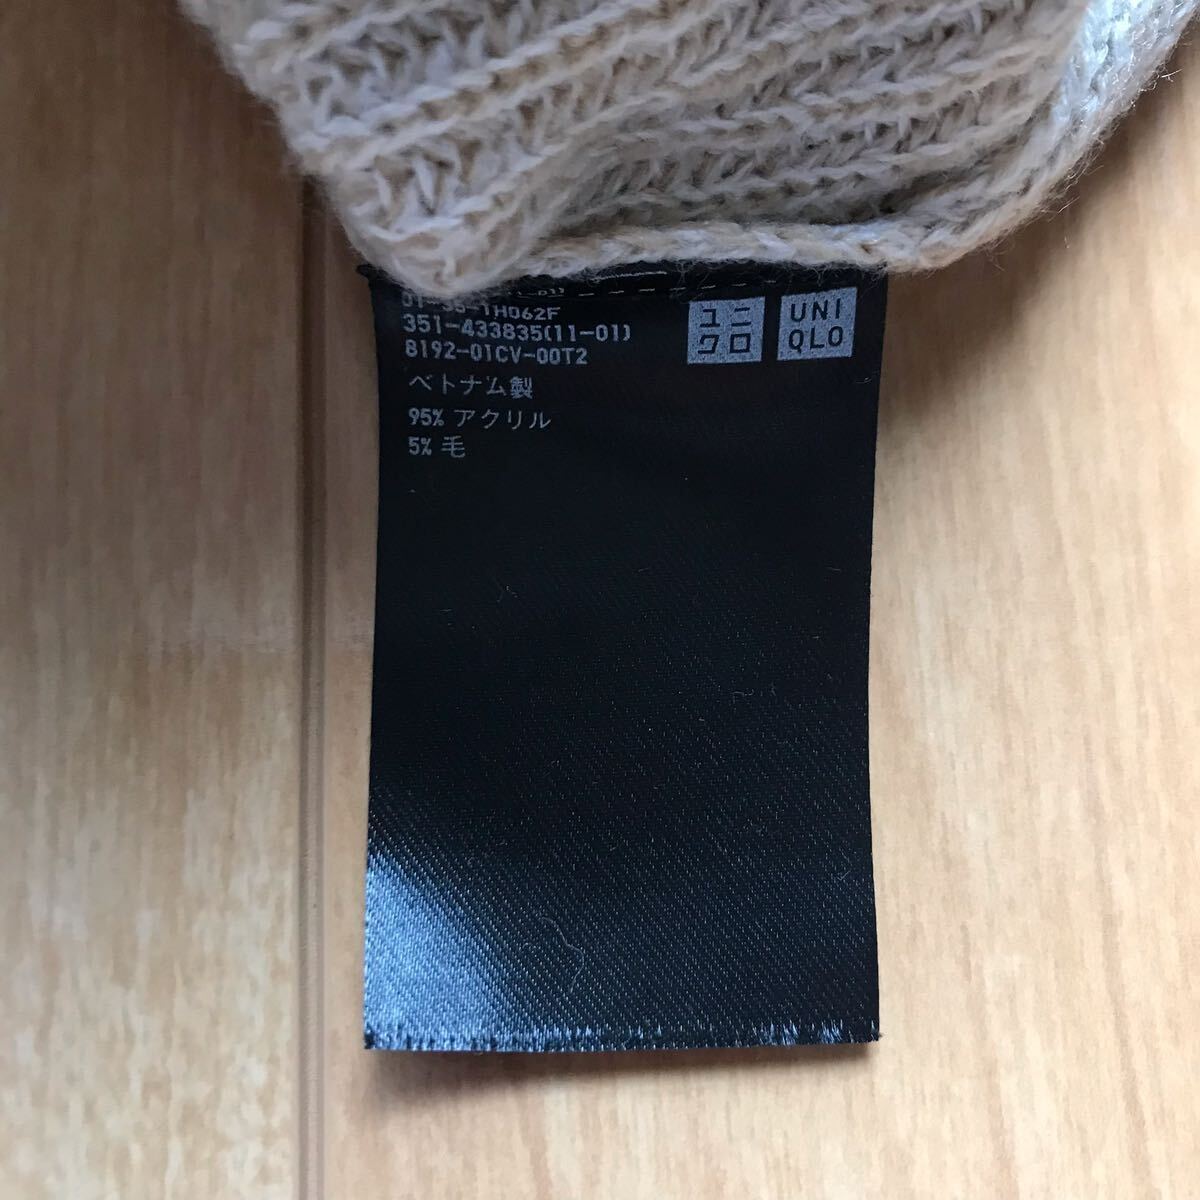 351-433835(11-01)
8192-01CV-00T2
ベトナム製
95% アクリル
5% 毛
ユニ
クロ
UNI
QLO